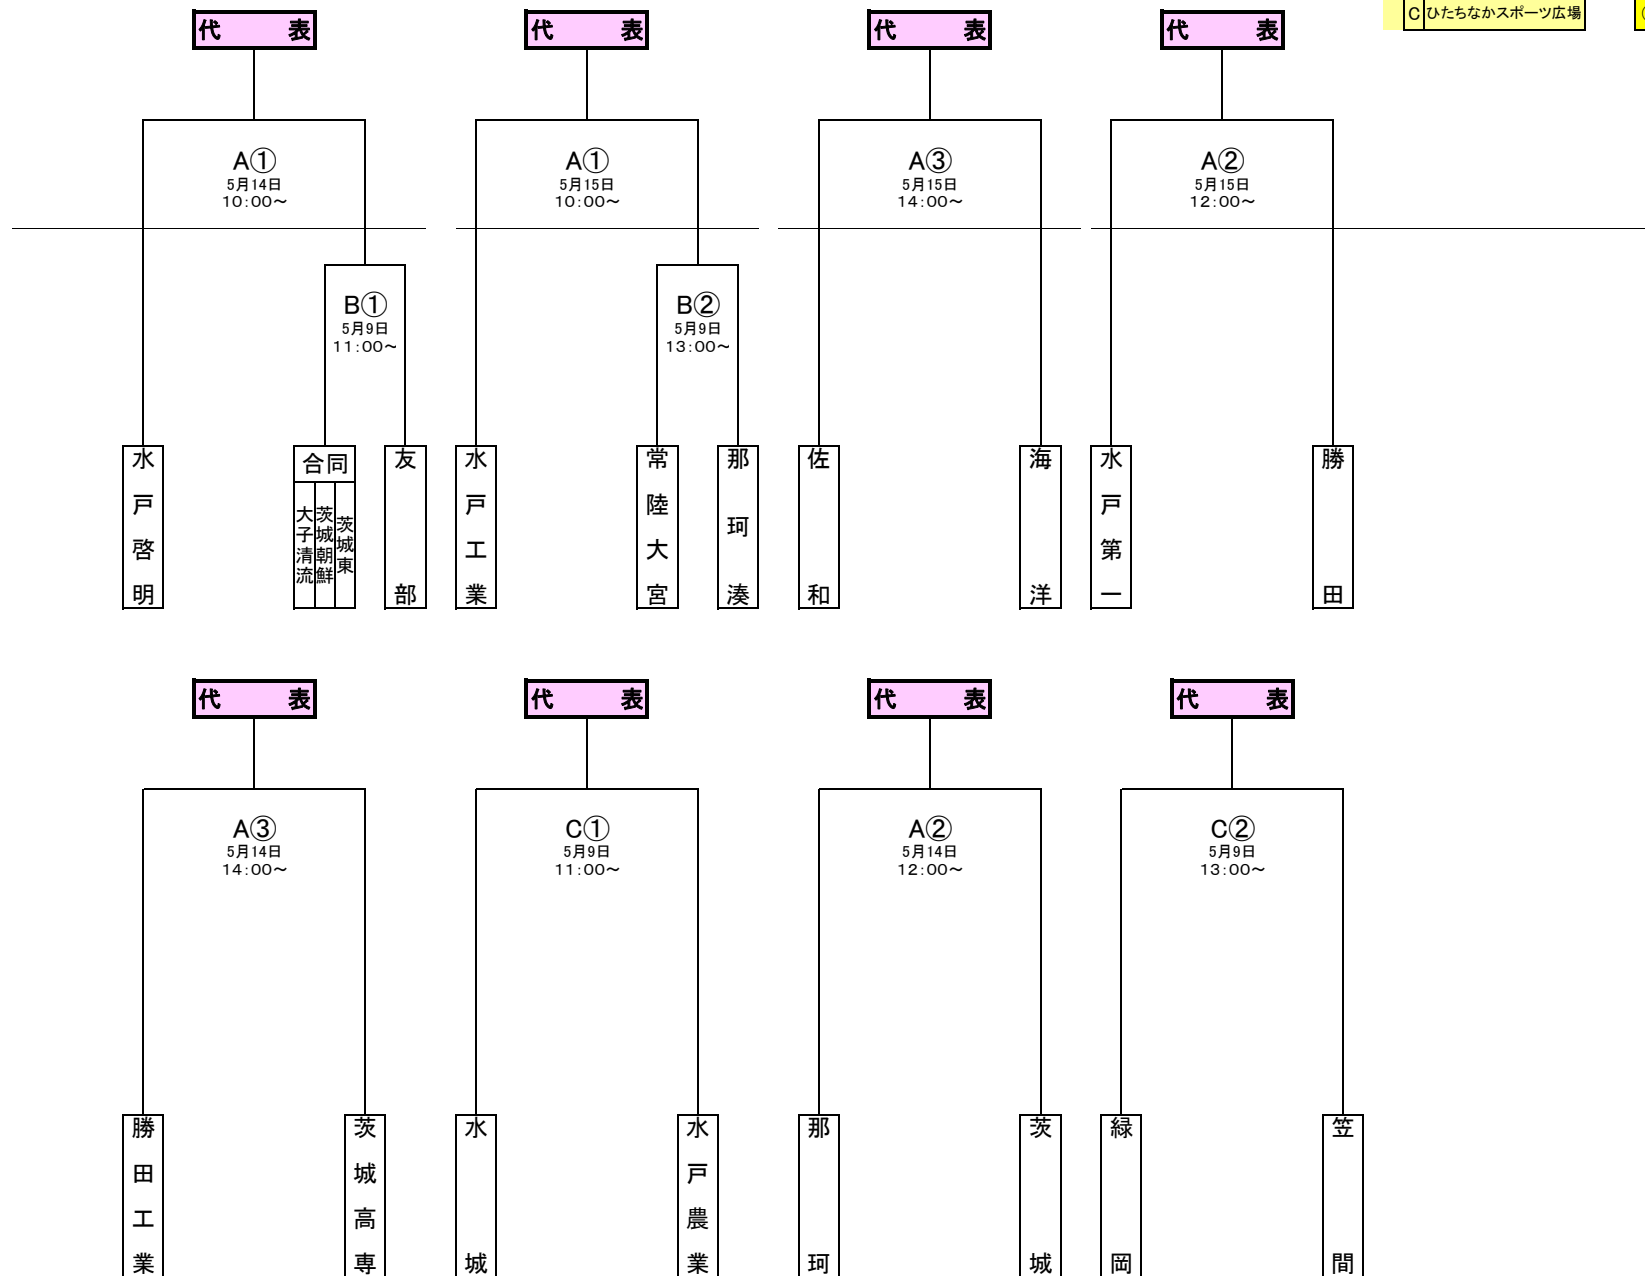 C ひたちなかスポーツ広場
代 表
代 表
代 表
代 表
A①
5月14日
10:00～
A①
5月15日
10:00～
A③
5月15日
14:00～
A②
5月15日
12:00～
B①
5月9日
11:00～
B②
5月9日
13:00～
水戸啓明
合同
大子清流
茨城朝鮮
茨城東
友部
水戸工業
常陸大宮
那珂湊
佐和
海洋
水戸第一
勝田
代 表
代 表
代 表
代 表
A③
5月14日
14:00～
C①
5月9日
11:00～
A②
5月14日
12:00～
C②
5月9日
13:00～
勝田工業
茨城高専
水城
水戸農業
那珂
茨城
緑岡
笠間